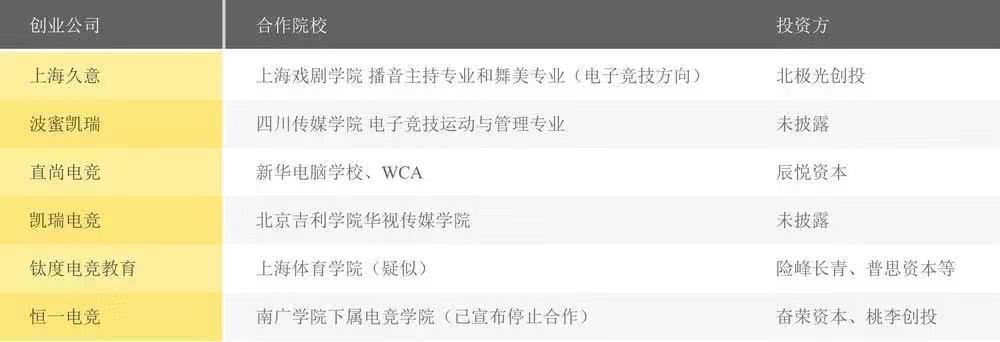 创业公司 合作院校 投资方
上海久意 上海戏剧学院 播音主持专业和舞美专业（电子竞技方向） 北极光创投
波蜜凯瑞 四川传媒学院 电子竞技运动与管理专业 未披露
直尚电竞 新华电脑学校、WCA 辰悦资本
凯瑞电竞 北京吉利学院华视传媒学院 未披露
钛度电竞教育 上海体育学院（疑似） 险峰长青、普思资本等
恒一电竞 南广学院下属电竞学院（已宣布停止合作） 奋荣资本、桃李创投